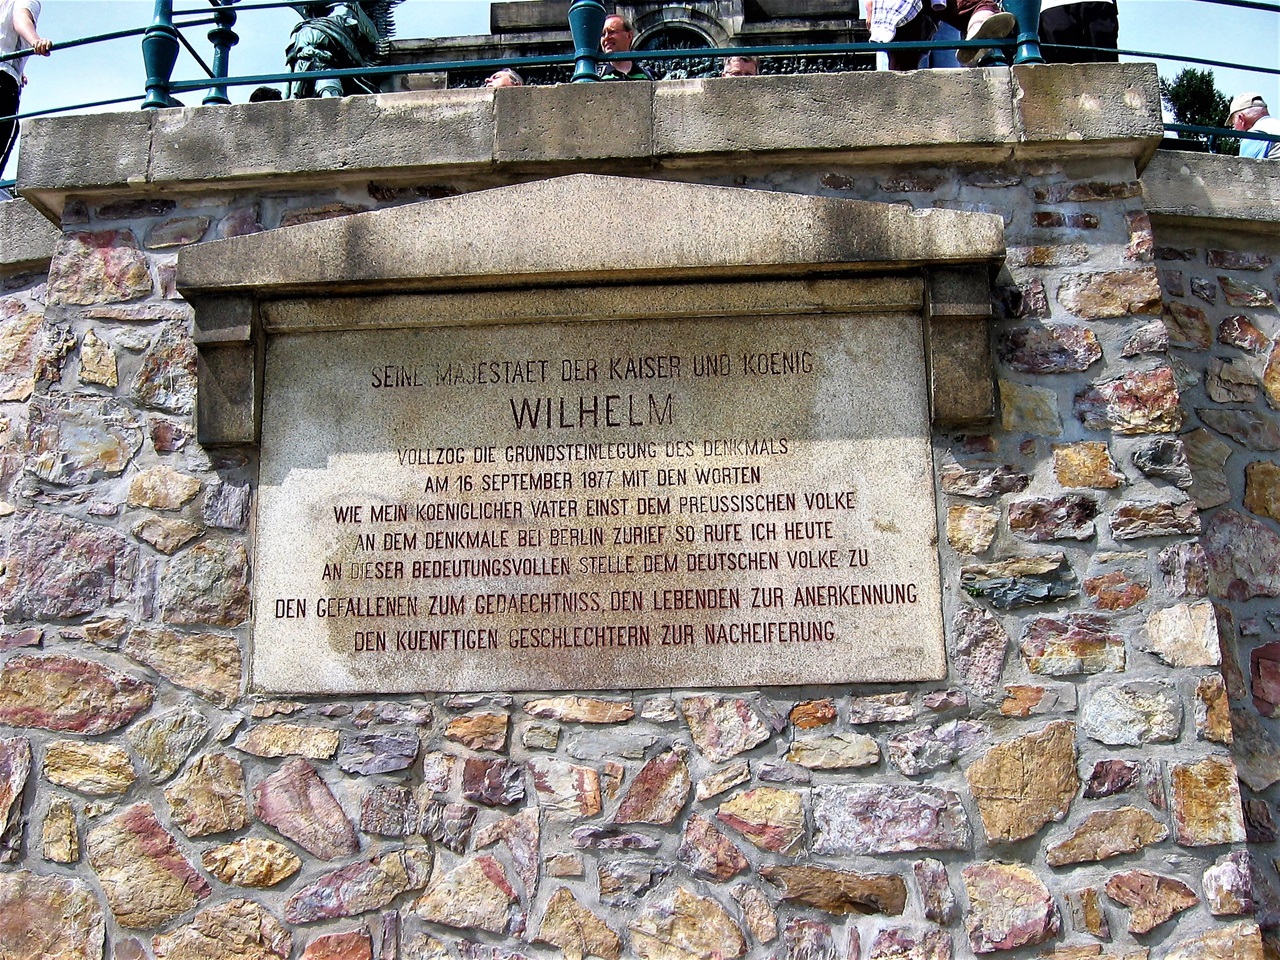 SEINE MAJESTAET DER KAISER UND KOENIG
WILHELM
VOLLZOG DIE GRUNDSTEINLEGUNG DES DENKMALS
AM 16 SEPTEMBER 1877 MIT DEN WORTEN
WIE MEIN KOENIGLICHER VATER EINST DEM PREUSSISCHEN VOLKE
AN DEM DENKMALE BEI BERLIN ZURIEF SO RUFE ICH HEUTE
AN DIESER BEDEUTUNGSVOLLEN STELLE DEM DEUTSCHEN VOLKE ZU
DEN GEFALLENEN ZUM GEDAECHTNISS, DEN LEBENDEN ZUR ANERKENNUNG
DEN KUENFTIGEN GESCHLECHTERN ZUR NACHEIFERUNG